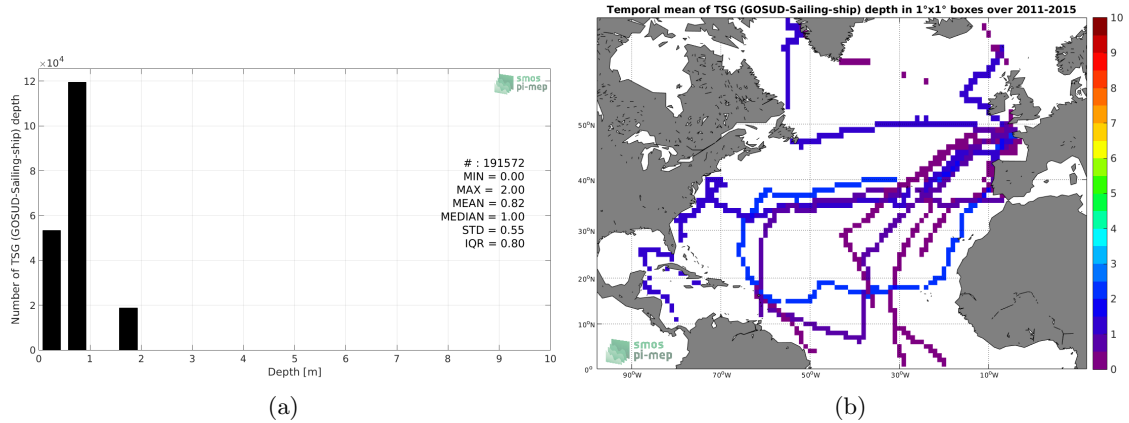 ×10⁴
12
10
8
6
4
2
0
Number of TSG (GOSUD-Sailing-ship) depth
0 1 2 3 4 5 6 7 8 9 10
Depth [m]
smos
pi-mep
# : 191572
MIN = 0.00
MAX = 2.00
MEAN = 0.82
MEDIAN = 1.00
STD = 0.55
IQR = 0.80
(a)
Temporal mean of TSG (GOSUD-Sailing-ship) depth in 1°x1° boxes over 2011-2015
50°N
40°N
30°N
20°N
10°N
0°
90°W 70°W 50°W 30°W 10°W
smos
pi-mep
10
9
8
7
6
5
4
3
2
1
0
(b)